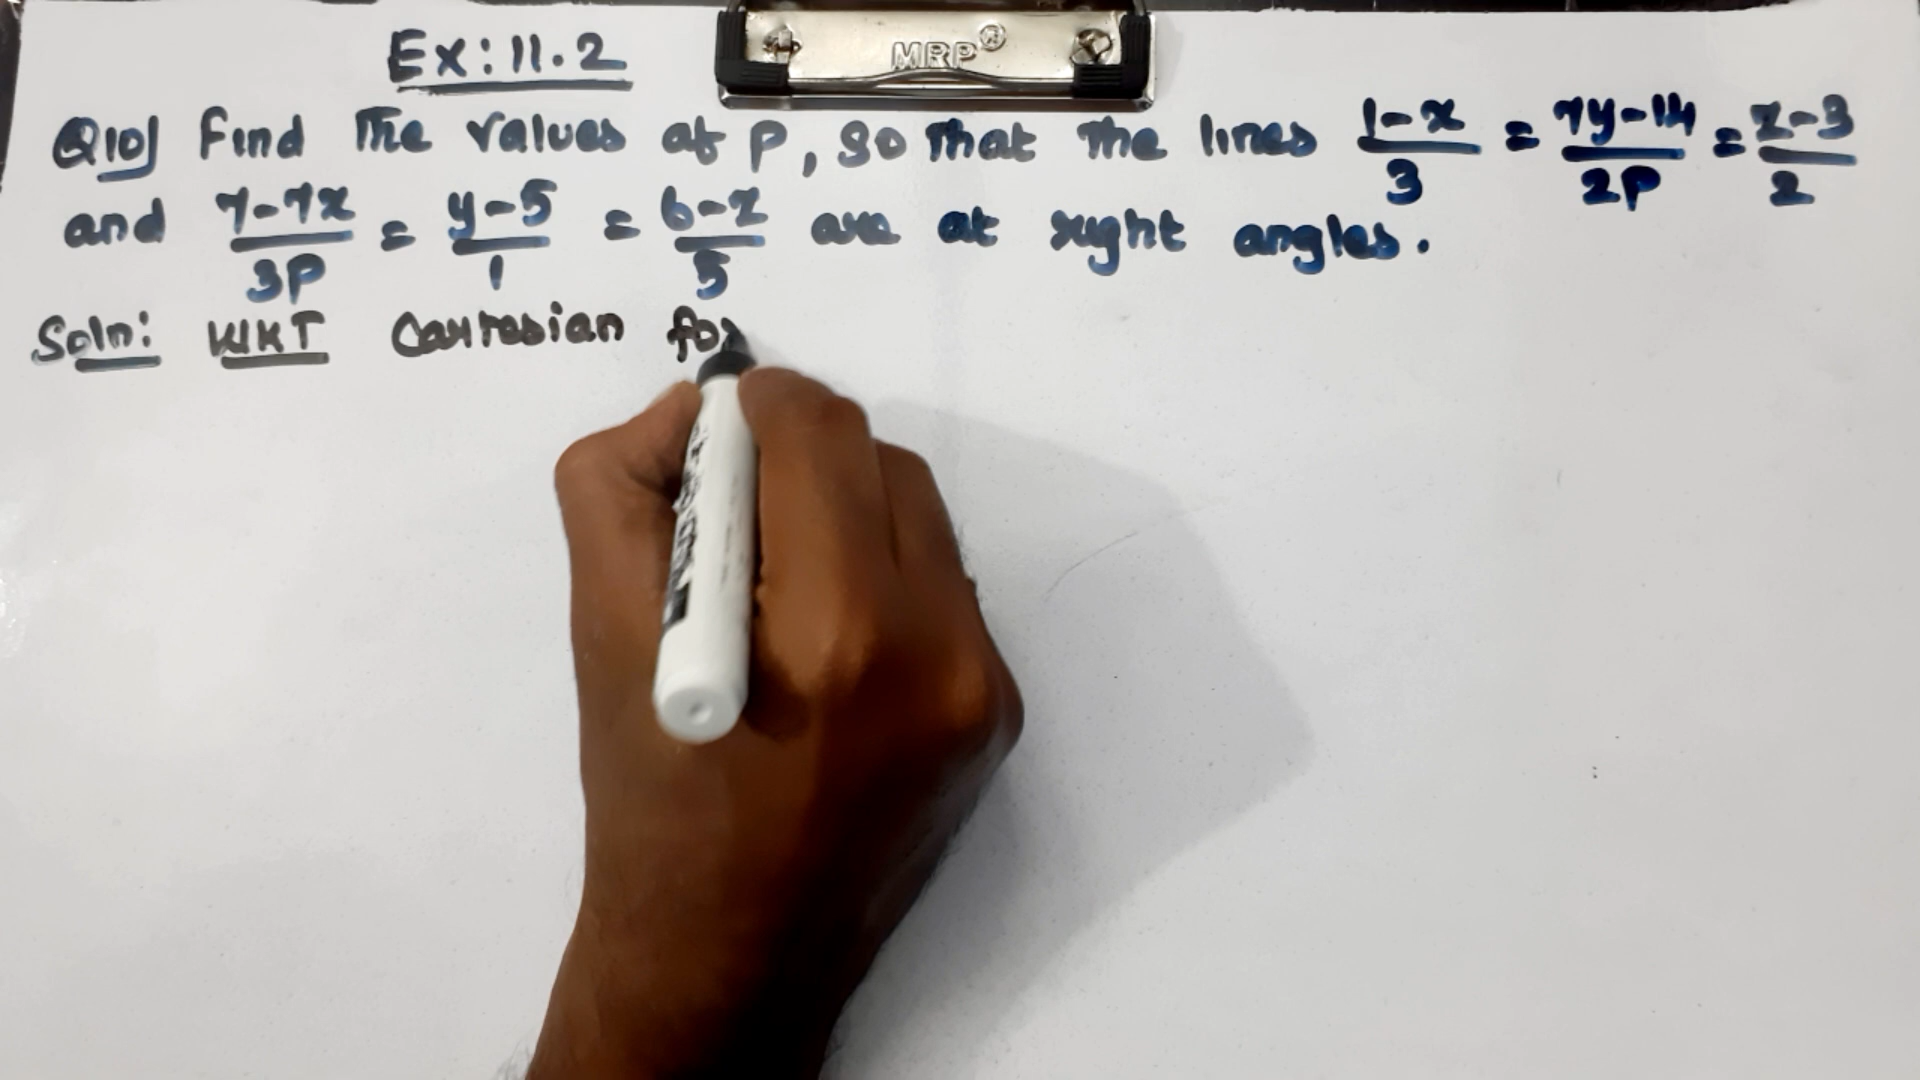 MRP®
Ex: 11.2
Q10) Find The values of P, so that the lines 1-x/3 = 7y-14/2P = z-3/2
and 7-7x/3P = y-5/1 = 6-z/5 are at right angles.
Soln: WKT Cartesian for